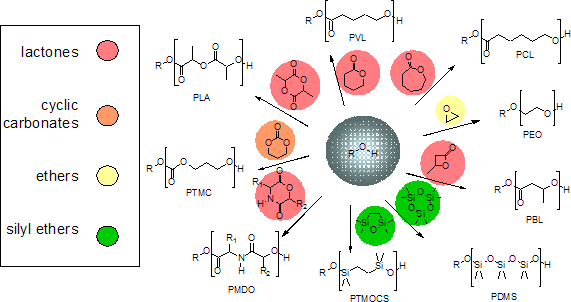 lactones
cyclic
carbonates
ethers
silyl ethers
PVL
PLA
PCL
PEO
PTMC
PBL
PMDO
PTMOCS
PDMS